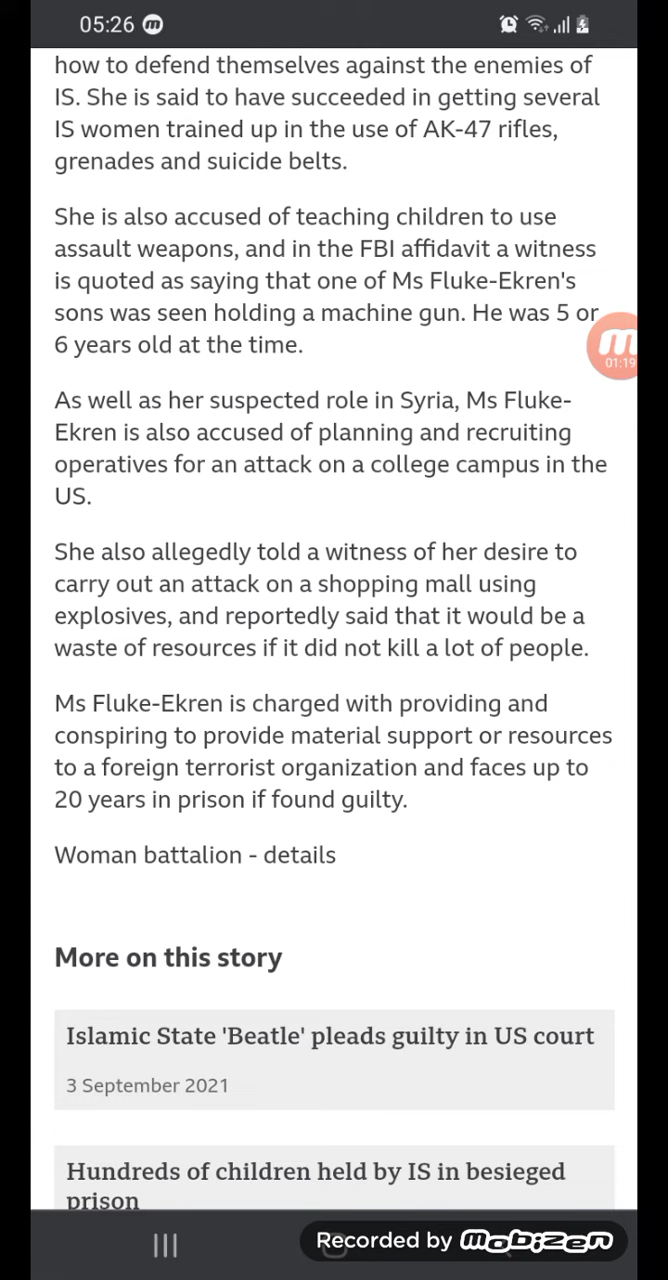 05:26 m
how to defend themselves against the enemies of
IS. She is said to have succeeded in getting several
IS women trained up in the use of AK-47 rifles,
grenades and suicide belts.
She is also accused of teaching children to use
assault weapons, and in the FBI affidavit a witness
is quoted as saying that one of Ms Fluke-Ekren's
sons was seen holding a machine gun. He was 5 or
6 years old at the time.
m
01:19
As well as her suspected role in Syria, Ms Fluke-
Ekren is also accused of planning and recruiting
operatives for an attack on a college campus in the
US.
She also allegedly told a witness of her desire to
carry out an attack on a shopping mall using
explosives, and reportedly said that it would be a
waste of resources if it did not kill a lot of people.
Ms Fluke-Ekren is charged with providing and
conspiring to provide material support or resources
to a foreign terrorist organization and faces up to
20 years in prison if found guilty.
Woman battalion - details
More on this story
Islamic State 'Beatle' pleads guilty in US court
3 September 2021
Hundreds of children held by IS in besieged
prison
Recorded by mobizen